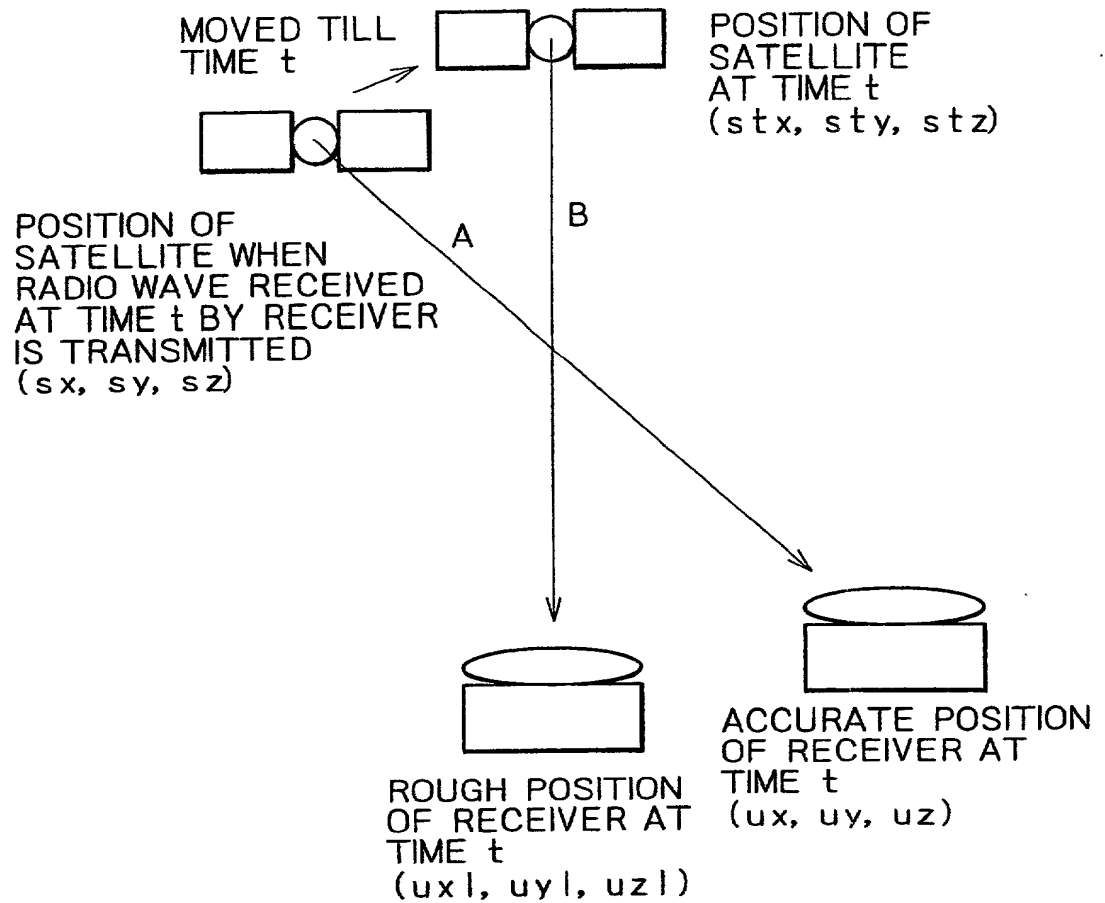 MOVED TILL
TIME t
POSITION OF
SATELLITE
AT TIME t
(stx, sty, stz)
POSITION OF
SATELLITE WHEN
RADIO WAVE RECEIVED
AT TIME t BY RECEIVER
IS TRANSMITTED
(sx, sy, sz)
A
B
ROUGH POSITION
OF RECEIVER AT
TIME t
(uxl, uyl, uzl)
ACCURATE POSITION
OF RECEIVER AT
TIME t
(ux, uy, uz)